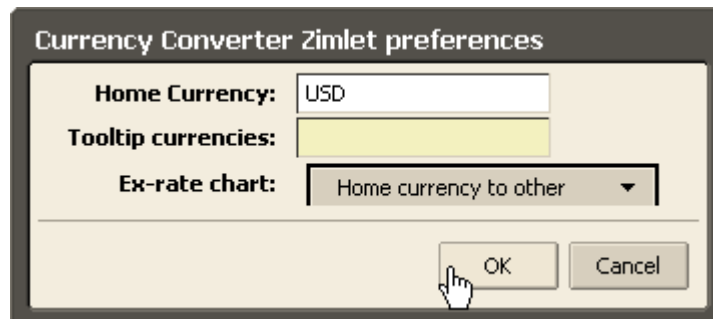 Currency Converter Zimlet preferences
Home Currency: USD
Tooltip currencies:
Ex-rate chart: Home currency to other
OK Cancel